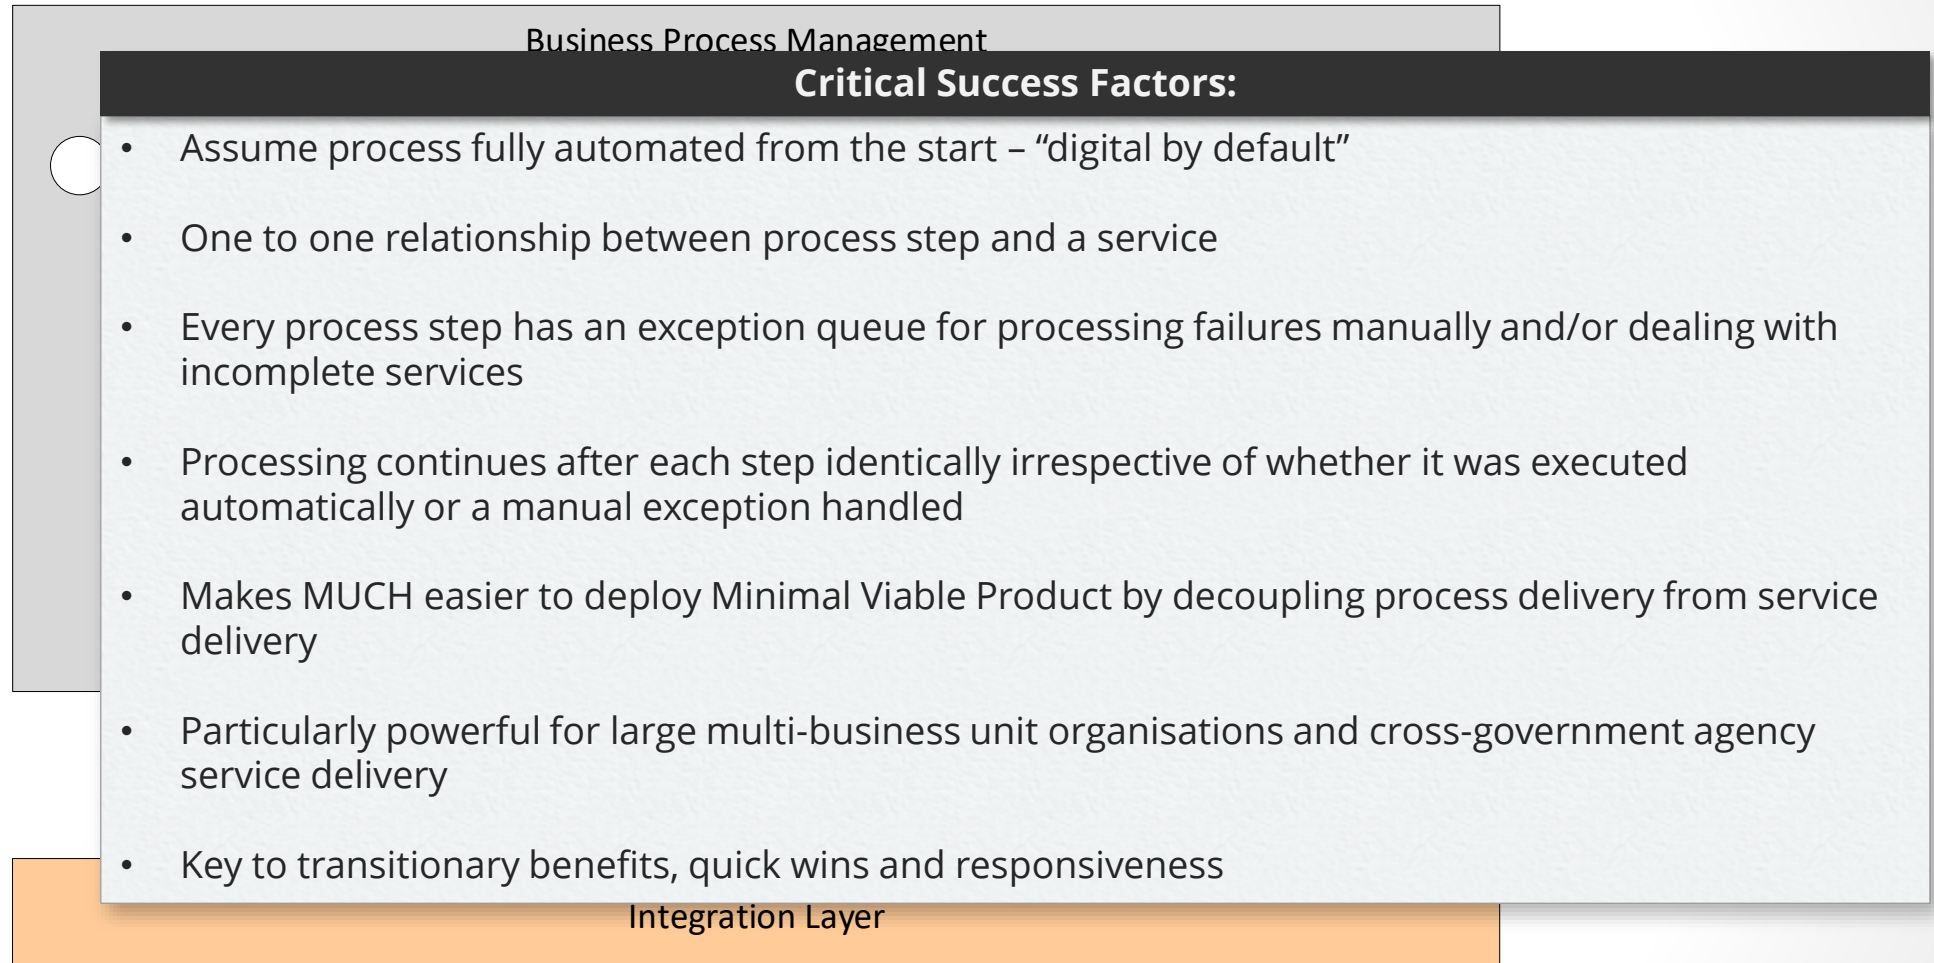 Business Process Management
Critical Success Factors:
• Assume process fully automated from the start – “digital by default”
• One to one relationship between process step and a service
• Every process step has an exception queue for processing failures manually and/or dealing with
incomplete services
• Processing continues after each step identically irrespective of whether it was executed
automatically or a manual exception handled
• Makes MUCH easier to deploy Minimal Viable Product by decoupling process delivery from service
delivery
• Particularly powerful for large multi-business unit organisations and cross-government agency
service delivery
• Key to transitionary benefits, quick wins and responsiveness
Integration Layer